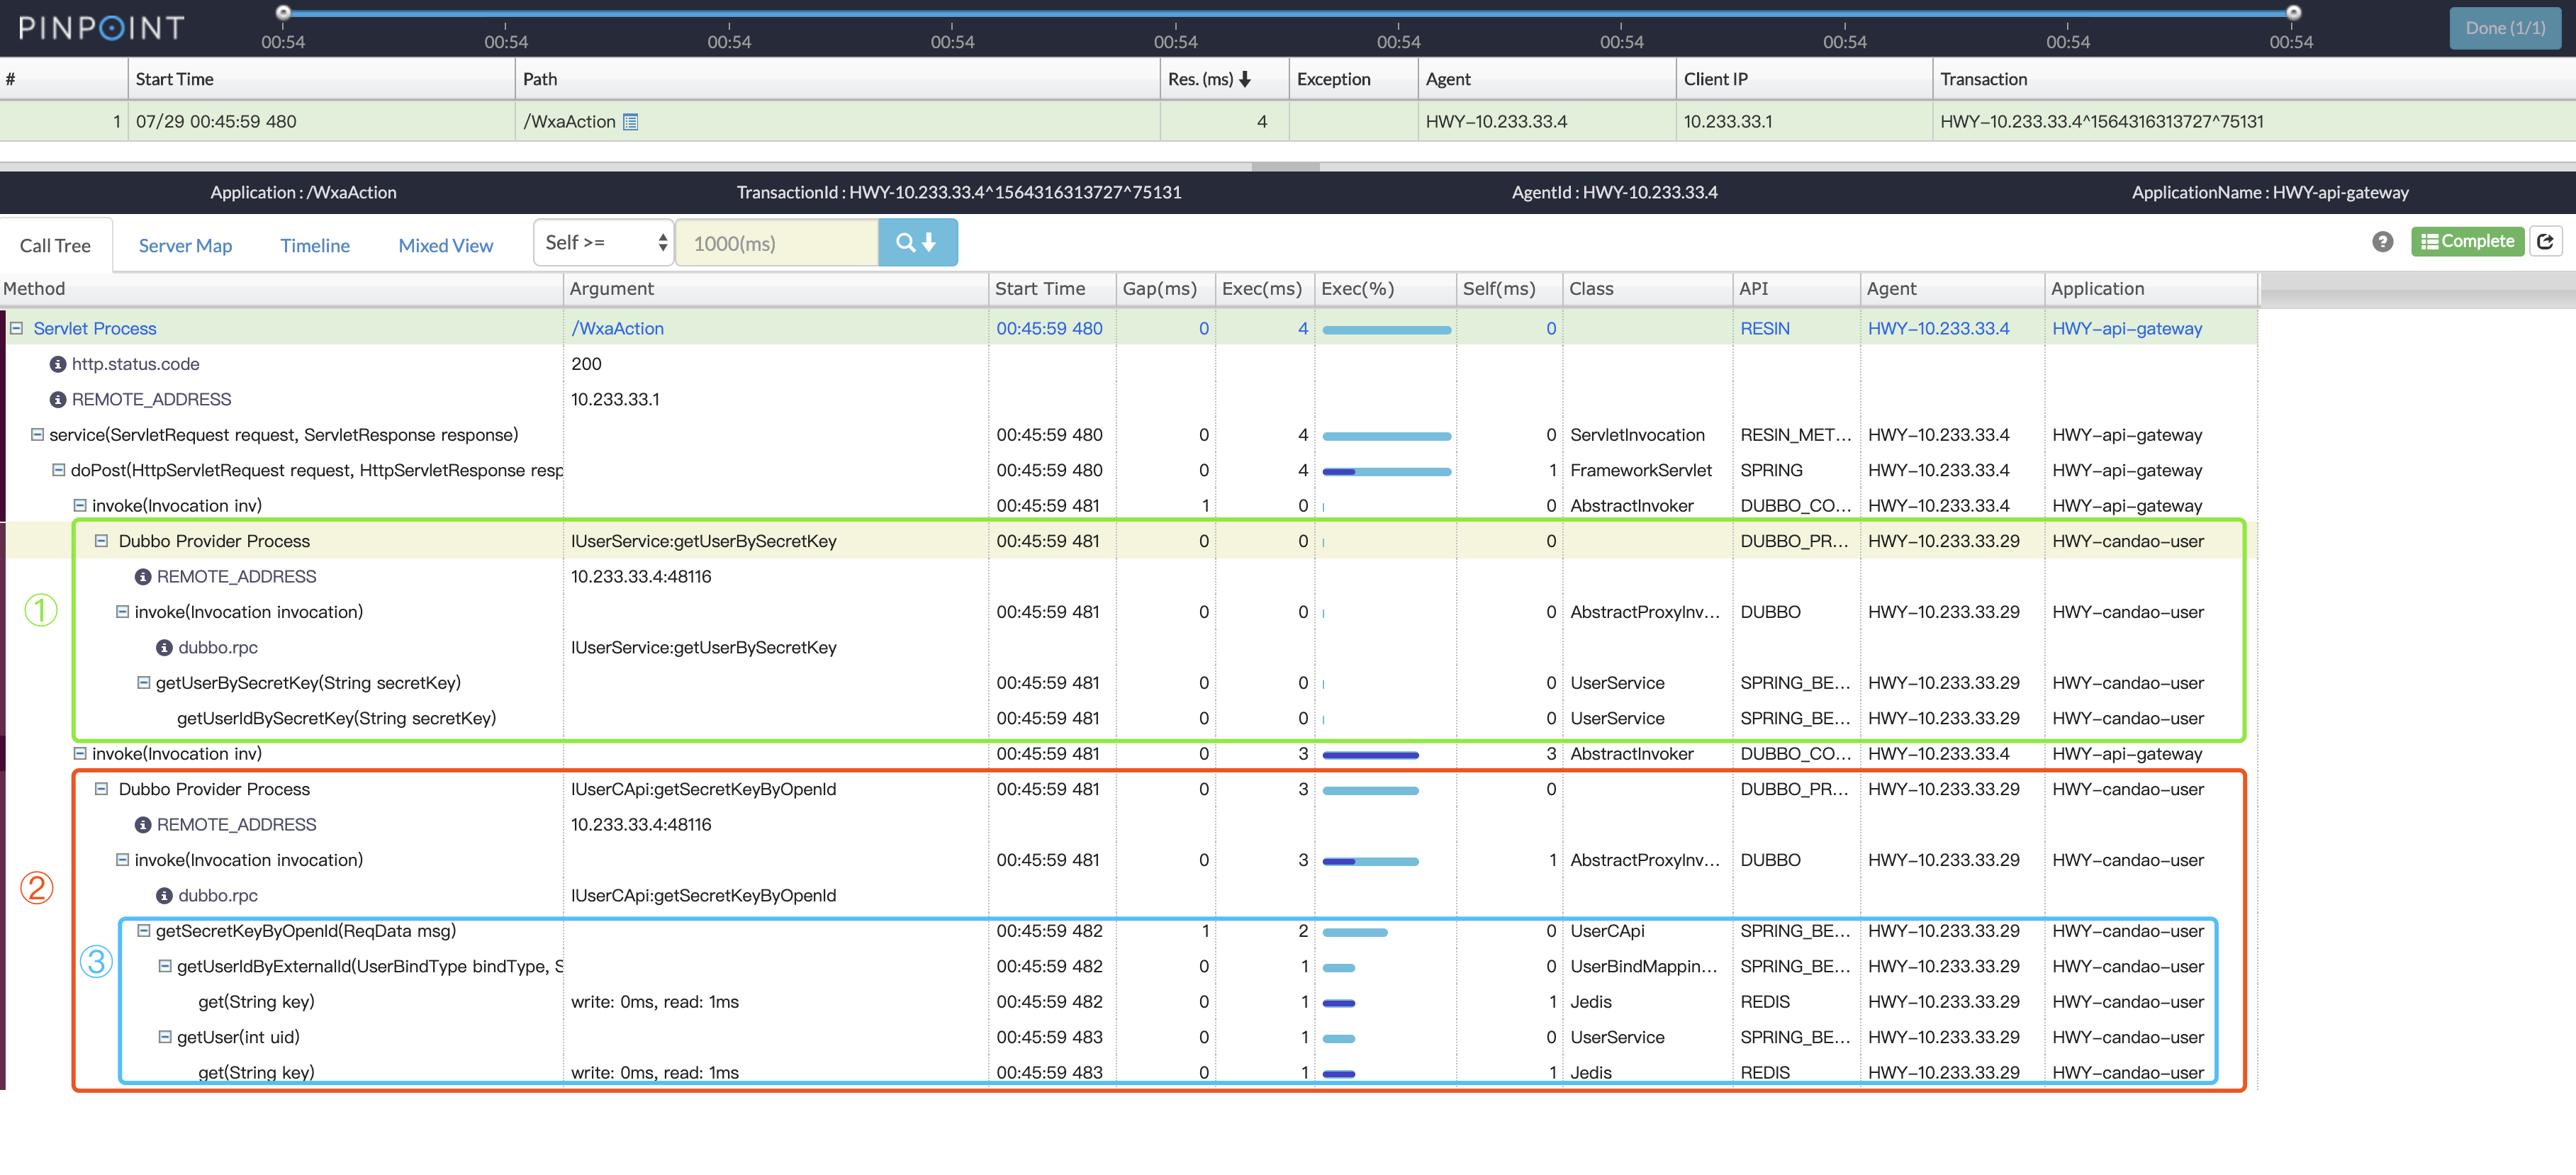 PINPOINT
00:54 00:54 00:54 00:54 00:54 00:54 00:54 00:54 00:54 00:54
Done (1/1)
# Start Time Path Res. (ms) Exception Agent Client IP Transaction
1 07/29 00:45:59 480 /WxaAction 4 HWY-10.233.33.4 10.233.33.1 HWY-10.233.33.4^1564316313727^75131
Application : /WxaAction TransactionId : HWY-10.233.33.4^1564316313727^75131 AgentId : HWY-10.233.33.4 ApplicationName : HWY-api-gateway
Call Tree Server Map Timeline Mixed View Self >= 1000(ms) ? Complete
Method Argument Start Time Gap(ms) Exec(ms) Exec(%) Self(ms) Class API Agent Application
Servlet Process /WxaAction 00:45:59 480 0 4 0 RESIN HWY-10.233.33.4 HWY-api-gateway
http.status.code 200
REMOTE_ADDRESS 10.233.33.1
service(ServletRequest request, ServletResponse response) 00:45:59 480 0 4 0 ServletInvocation RESIN_MET... HWY-10.233.33.4 HWY-api-gateway
doPost(HttpServletRequest request, HttpServletResponse resp 00:45:59 480 0 4 1 FrameworkServlet SPRING HWY-10.233.33.4 HWY-api-gateway
invoke(Invocation inv) 00:45:59 481 1 0 0 AbstractInvoker DUBBO_CO... HWY-10.233.33.4 HWY-api-gateway
Dubbo Provider Process IUserService:getUserBySecretKey 00:45:59 481 0 0 0 DUBBO_PR... HWY-10.233.33.29 HWY-candao-user
REMOTE_ADDRESS 10.233.33.4:48116
① invoke(Invocation invocation) 00:45:59 481 0 0 0 AbstractProxyInv... DUBBO HWY-10.233.33.29 HWY-candao-user
dubbo.rpc IUserService:getUserBySecretKey
getUserBySecretKey(String secretKey) 00:45:59 481 0 0 0 UserService SPRING_BE... HWY-10.233.33.29 HWY-candao-user
getUserIdBySecretKey(String secretKey) 00:45:59 481 0 0 0 UserService SPRING_BE... HWY-10.233.33.29 HWY-candao-user
invoke(Invocation inv) 00:45:59 481 0 3 3 AbstractInvoker DUBBO_CO... HWY-10.233.33.4 HWY-api-gateway
Dubbo Provider Process IUserCApi:getSecretKeyByOpenId 00:45:59 481 0 3 0 DUBBO_PR... HWY-10.233.33.29 HWY-candao-user
REMOTE_ADDRESS 10.233.33.4:48116
invoke(Invocation invocation) 00:45:59 481 0 3 1 AbstractProxyInv... DUBBO HWY-10.233.33.29 HWY-candao-user
② dubbo.rpc IUserCApi:getSecretKeyByOpenId
getSecretKeyByOpenId(ReqData msg) 00:45:59 482 1 2 0 UserCApi SPRING_BE... HWY-10.233.33.29 HWY-candao-user
③ getUserIdByExternalId(UserBindType bindType, S 00:45:59 482 0 1 0 UserBindMappin... SPRING_BE... HWY-10.233.33.29 HWY-candao-user
get(String key) write: 0ms, read: 1ms 00:45:59 482 0 1 1 Jedis REDIS HWY-10.233.33.29 HWY-candao-user
getUser(int uid) 00:45:59 483 0 1 0 UserService SPRING_BE... HWY-10.233.33.29 HWY-candao-user
get(String key) write: 0ms, read: 1ms 00:45:59 483 0 1 1 Jedis REDIS HWY-10.233.33.29 HWY-candao-user